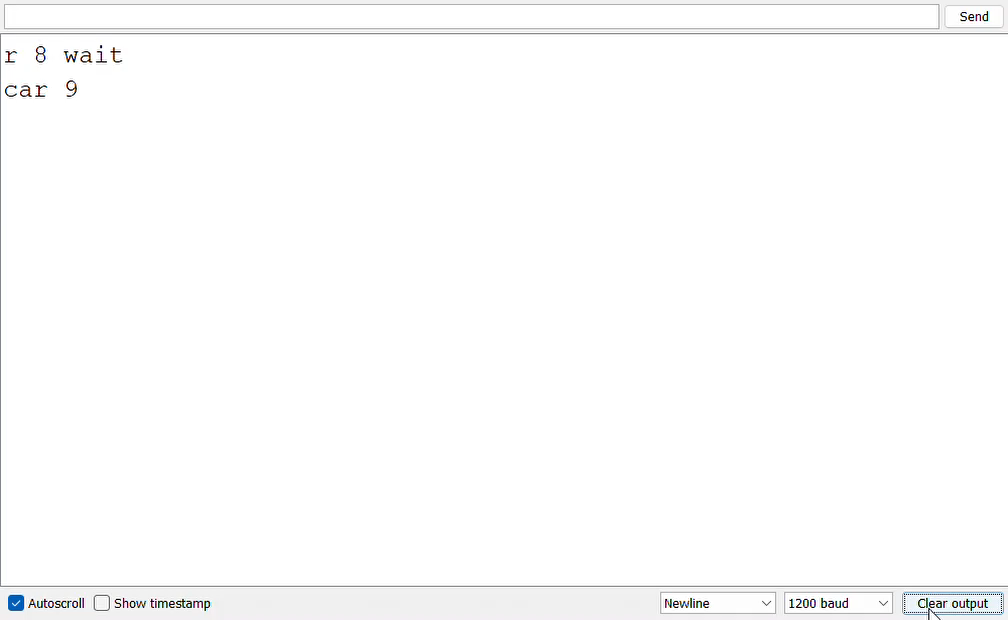 Send
r 8 wait
car 9
Autoscroll Show timestamp Newline 1200 baud Clear output